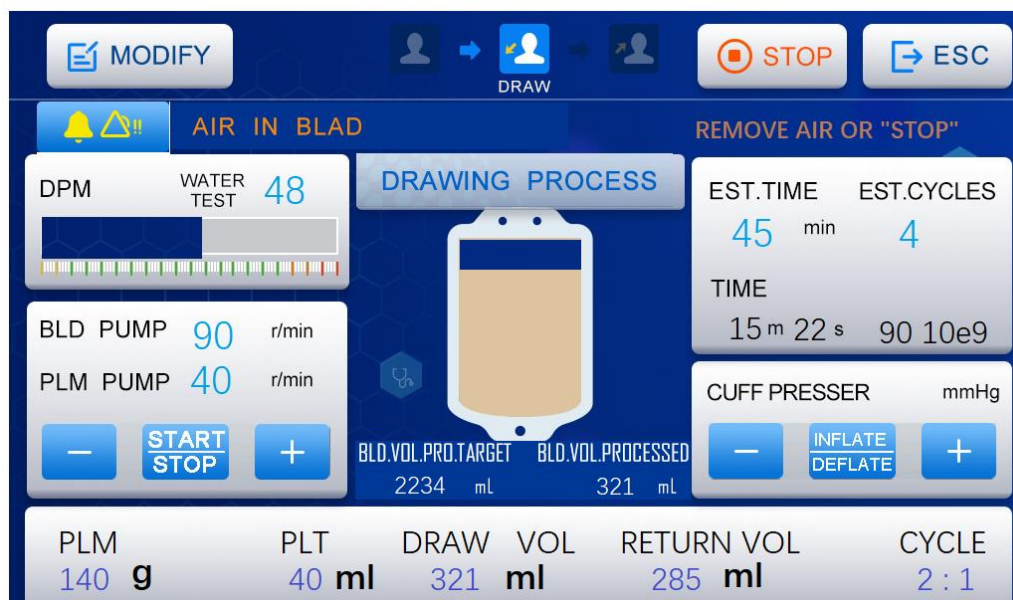 MODIFY
DRAW
STOP
ESC
!! AIR IN BLAD
REMOVE AIR OR "STOP"
DPM WATER TEST 48
DRAWING PROCESS
EST.TIME EST.CYCLES
45 min 4
TIME
15 m 22 s 90 10e9
BLD PUMP 90 r/min
PLM PUMP 40 r/min
− START STOP +
BLD.VOL.PRO.TARGET BLD.VOL.PROCESSED
2234 ml 321 ml
CUFF PRESSER mmHg
− INFLATE DEFLATE +
PLM PLT DRAW VOL RETURN VOL CYCLE
140 g 40 ml 321 ml 285 ml 2 : 1